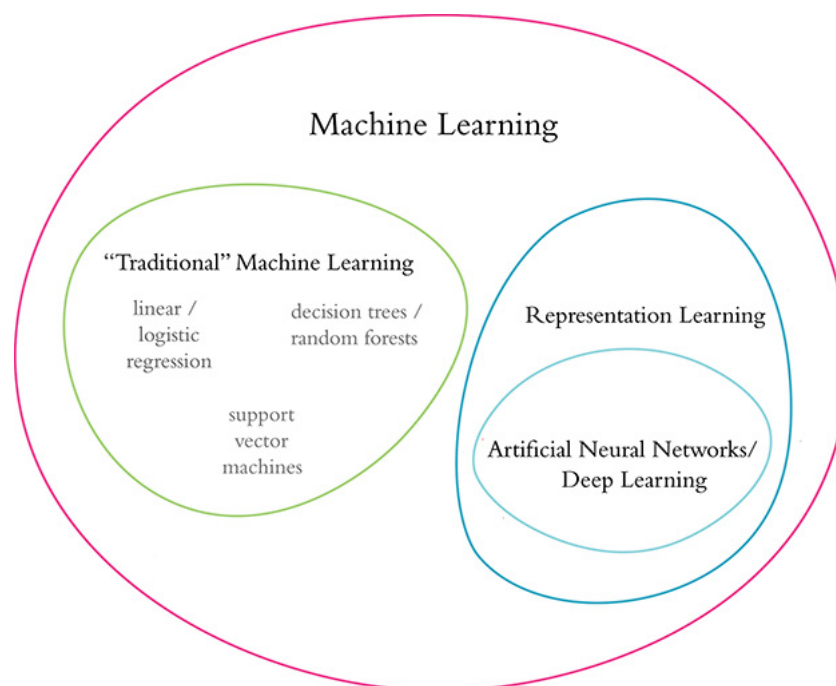 Machine Learning
“Traditional” Machine Learning
linear /
logistic
regression
decision trees /
random forests
support
vector
machines
Representation Learning
Artificial Neural Networks/
Deep Learning